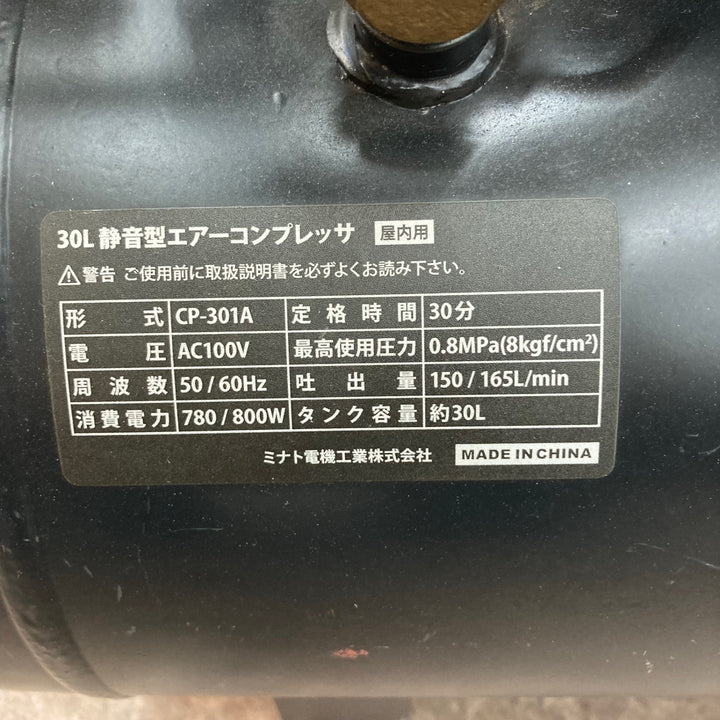 30L 静音型エアーコンプレッサ 屋内用
警告 ご使用前に取扱説明書を必ずよくお読み下さい。
形式 CP-301A 定格時間 30分
電圧 AC100V 最高使用圧力 0.8MPa(8kgf/cm²)
周波数 50/60Hz 吐出量 150/165L/min
消費電力 780/800W タンク容量 約30L
ミナト電機工業株式会社 MADE IN CHINA